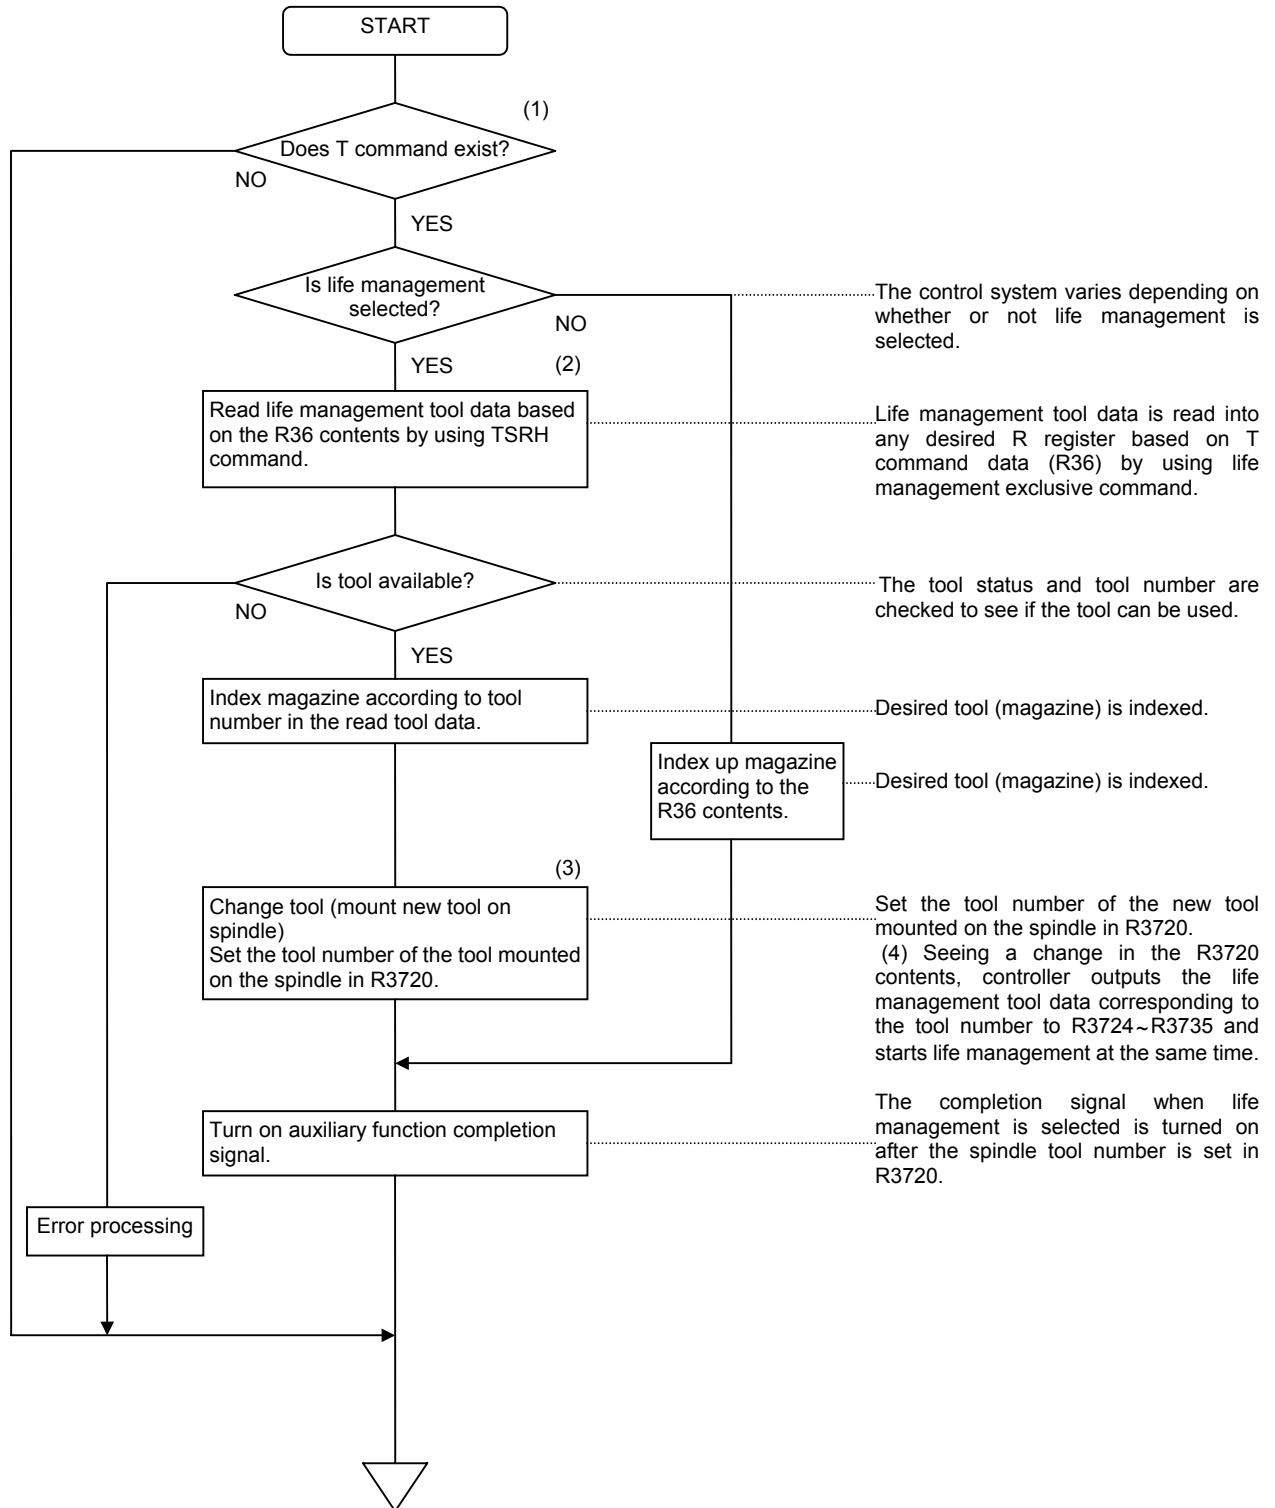 START
(1)
Does T command exist?
NO
YES
Is life management
selected?
NO
The control system varies depending on
whether or not life management is
selected.
YES
(2)
Read life management tool data based
on the R36 contents by using TSRH
command.
Life management tool data is read into
any desired R register based on T
command data (R36) by using life
management exclusive command.
Is tool available?
NO
The tool status and tool number are
checked to see if the tool can be used.
YES
Index magazine according to tool
number in the read tool data.
Desired tool (magazine) is indexed.
Index up magazine
according to the
R36 contents.
Desired tool (magazine) is indexed.
(3)
Change tool (mount new tool on
spindle)
Set the tool number of the tool mounted
on the spindle in R3720.
Set the tool number of the new tool
mounted on the spindle in R3720.
(4) Seeing a change in the R3720
contents, controller outputs the life
management tool data corresponding to
the tool number to R3724~R3735 and
starts life management at the same time.
Turn on auxiliary function completion
signal.
The completion signal when life
management is selected is turned on
after the spindle tool number is set in
R3720.
Error processing